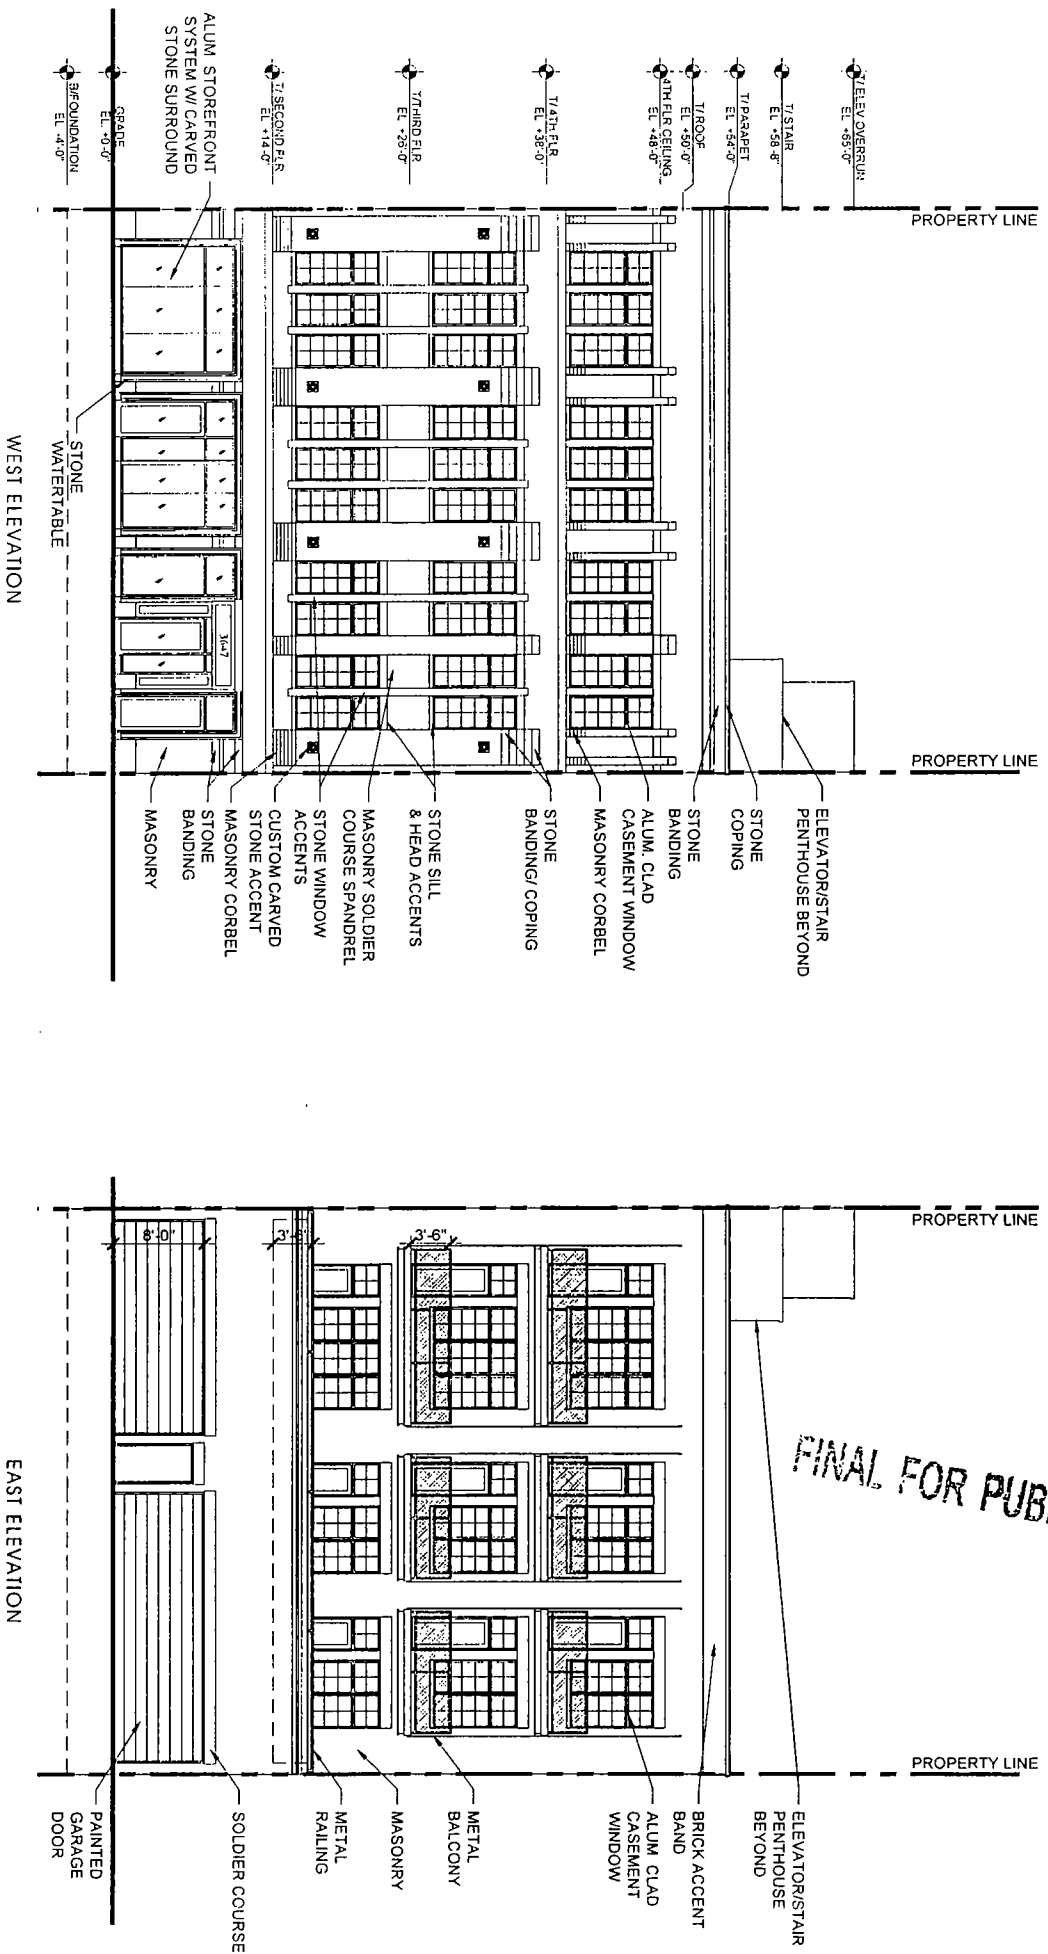 T/ ELEV OVERRUN
EL +65'-0"
T/ STAIR
EL +58'-8"
T/ PARAPET
EL +54'-0"
T/ ROOF
EL +50'-0"
4TH FLR CEILING
EL +48'-0"
T/ 4TH FLR
EL +38'-0"
T/ THIRD FLR
EL +26'-0"
T/ SECOND FLR
EL +14'-0"
GRADE
EL +0'-0"
B/FOUNDATION
EL -4'-0"
ALUM STOREFRONT
SYSTEM W/ CARVED
STONE SURROUND
PROPERTY LINE
PROPERTY LINE
3647
STONE
WATERTABLE
ELEVATOR/STAIR
PENTHOUSE BEYOND
STONE
COPING
STONE
BANDING
ALUM. CLAD
CASEMENT WINDOW
MASONRY CORBEL
STONE
BANDING/ COPING
STONE SILL
& HEAD ACCENTS
MASONRY SOLDIER
COURSE SPANDREL
STONE WINDOW
ACCENTS
CUSTOM CARVED
STONE ACCENT
MASONRY CORBEL
STONE
BANDING
MASONRY
WEST ELEVATION
PROPERTY LINE
PROPERTY LINE
FINAL FOR
3'-6"
3'-6"
8'-0"
ELEVATOR/STAIR
PENTHOUSE
BEYOND
BRICK ACCENT
BAND
ALUM CLAD
CASEMENT
WINDOW
METAL
BALCONY
MASONRY
METAL
RAILING
SOLDIER COURSE
PAINTED
GARAGE
DOOR
EAST ELEVATION